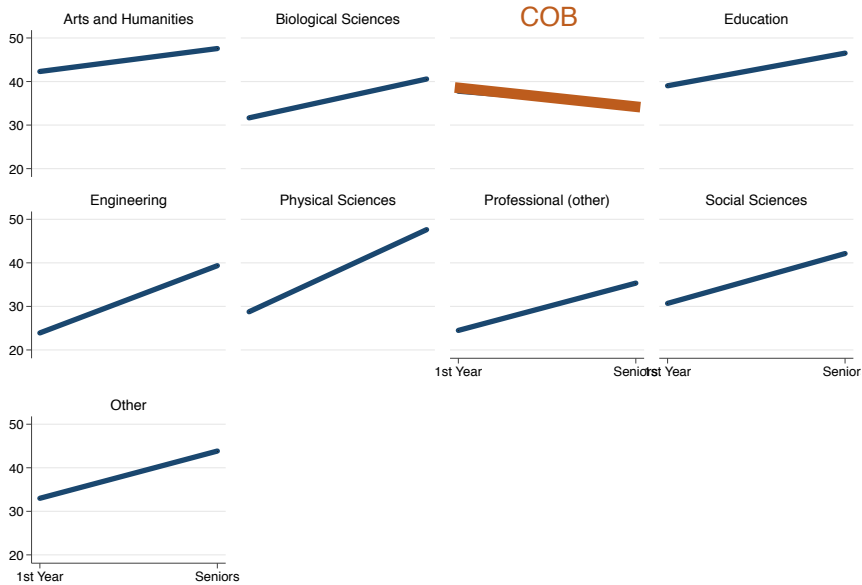 Arts and Humanities
Biological Sciences
COB
Education
50
40
30
20
Engineering
Physical Sciences
Professional (other)
Social Sciences
50
40
30
20
1st Year
Seniors
1st Year
Senior
Other
50
40
30
20
1st Year
Seniors